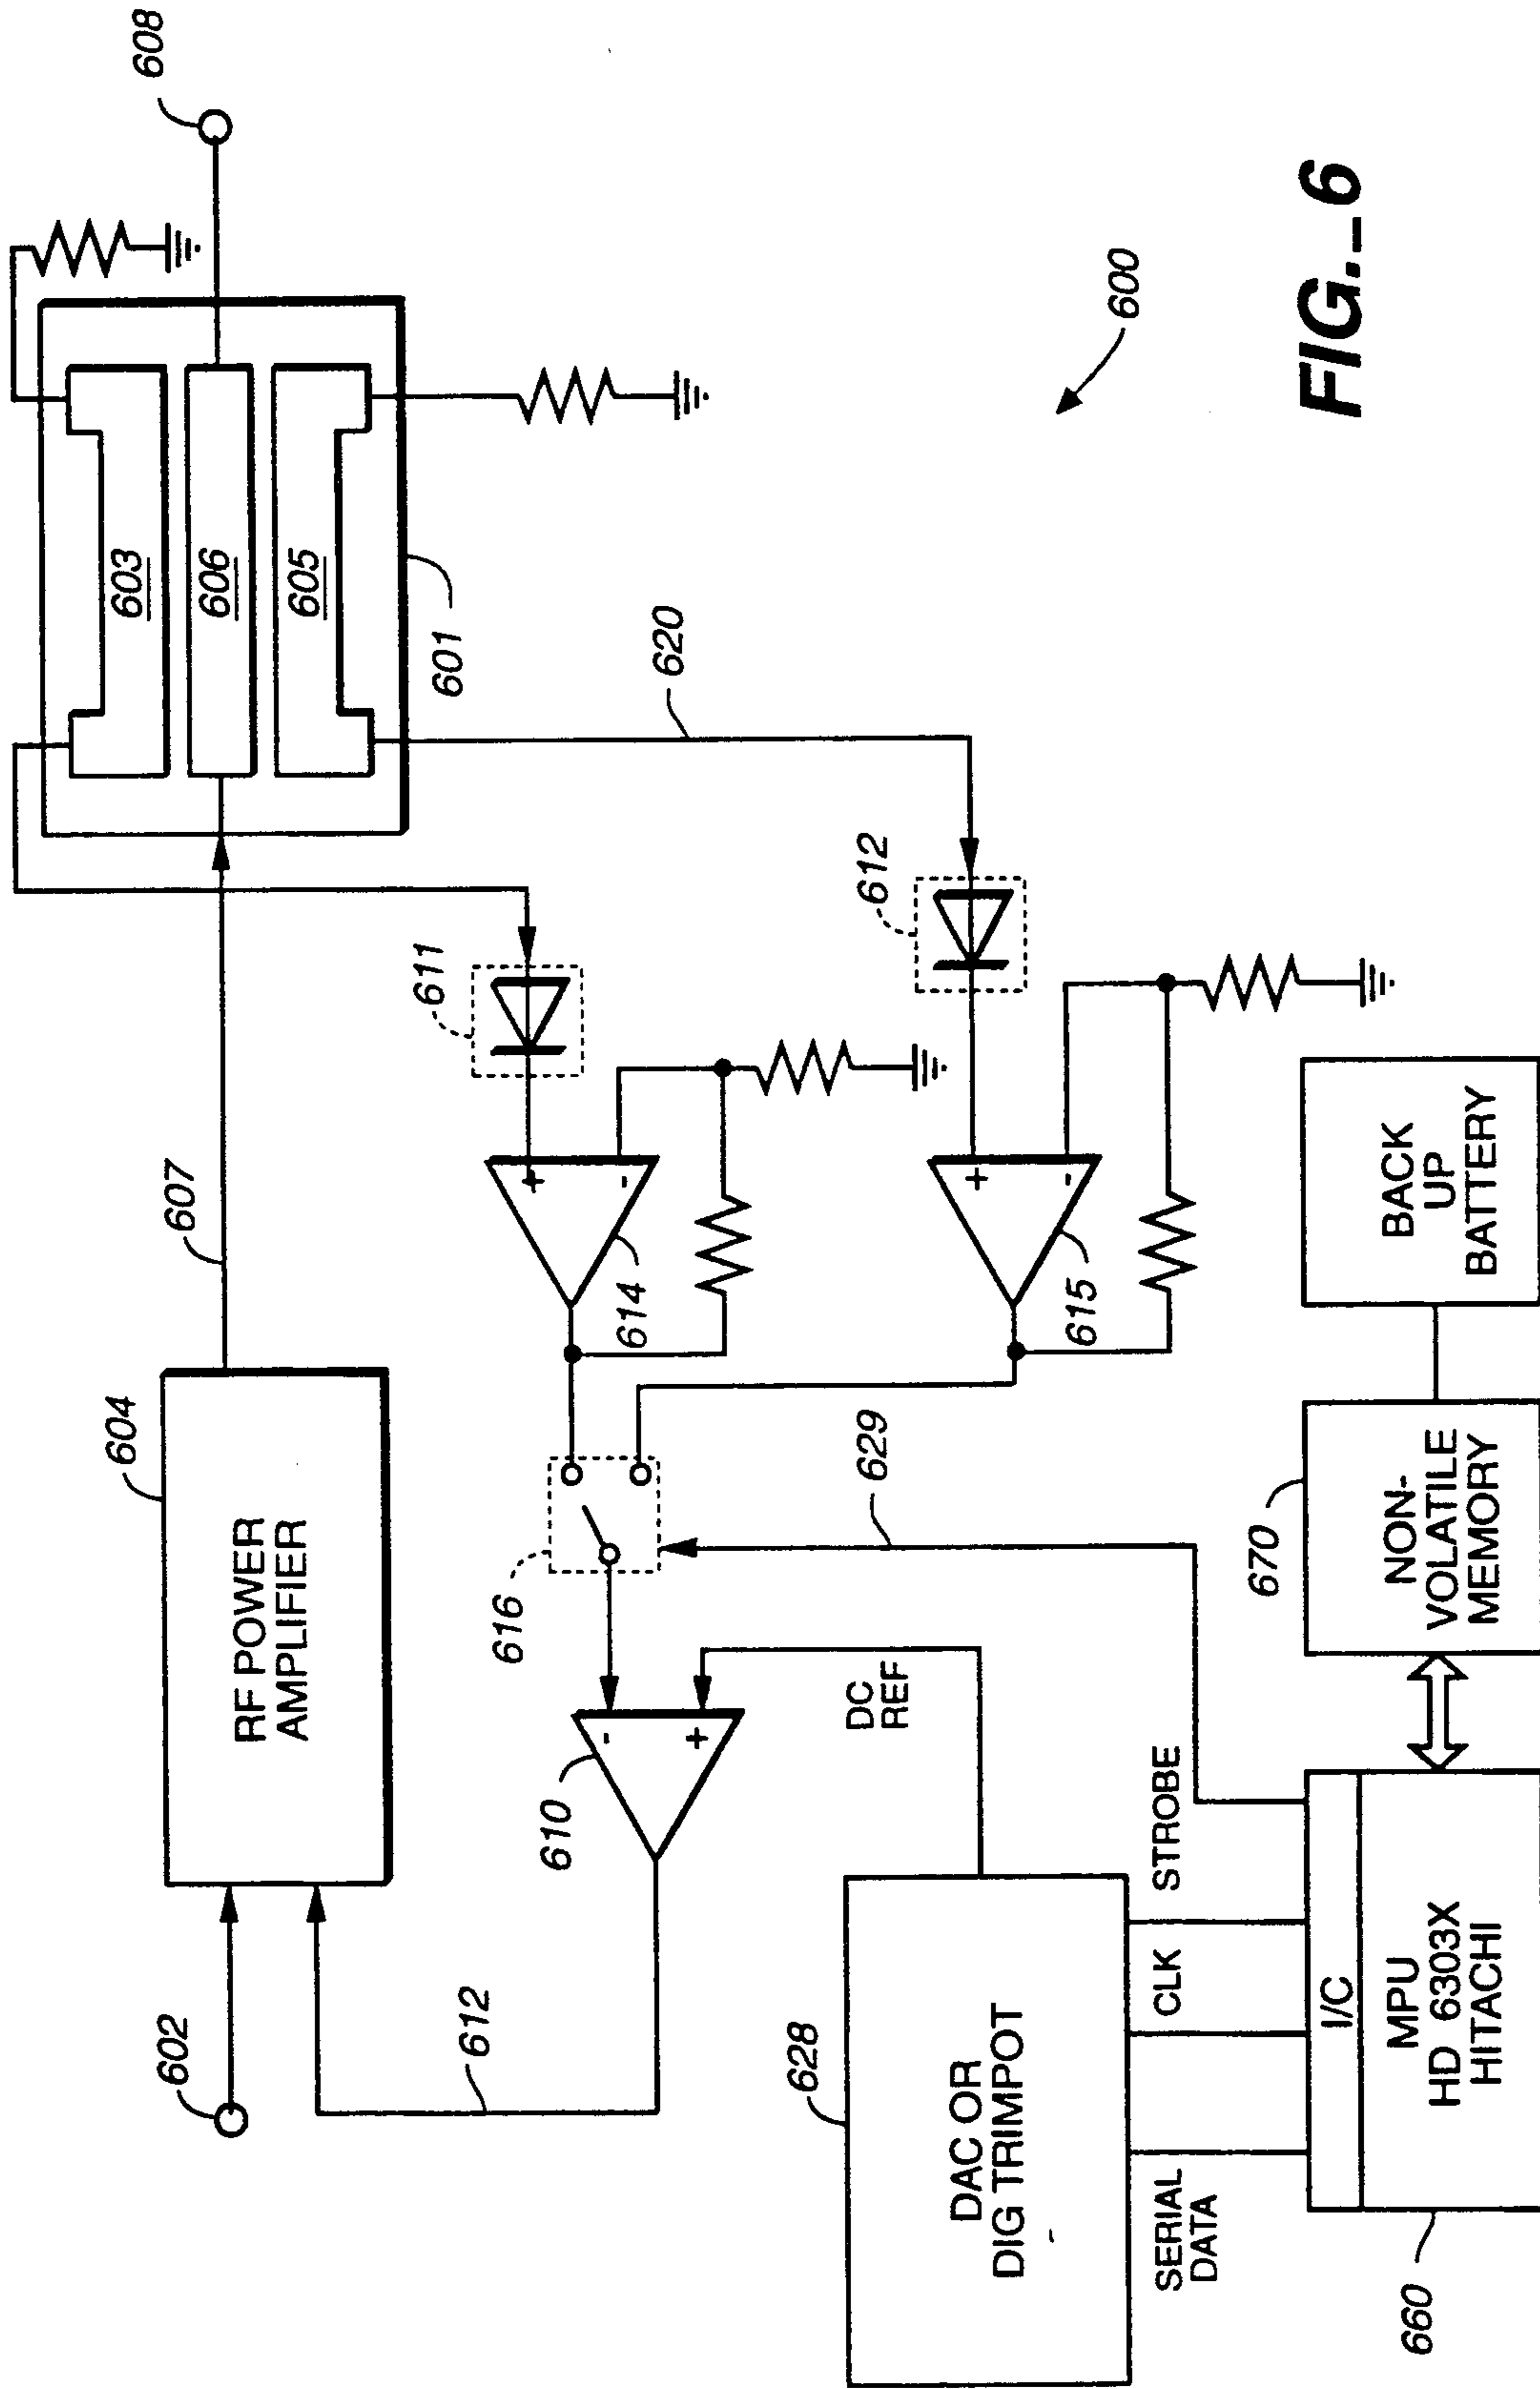 608
603
606
605
601
620
607
611
612
+
-
614
+
-
615
604
RF POWER
AMPLIFIER
602
612
616
629
-
+
610
DC
REF
628
DAC OR
DIG TRIMPOT
SERIAL
DATA
CLK
STROBE
I/C
MPU
HD 6303X
HITACHI
660
670
NON-
VOLATILE
MEMORY
BACK
UP
BATTERY
600
FIG._6